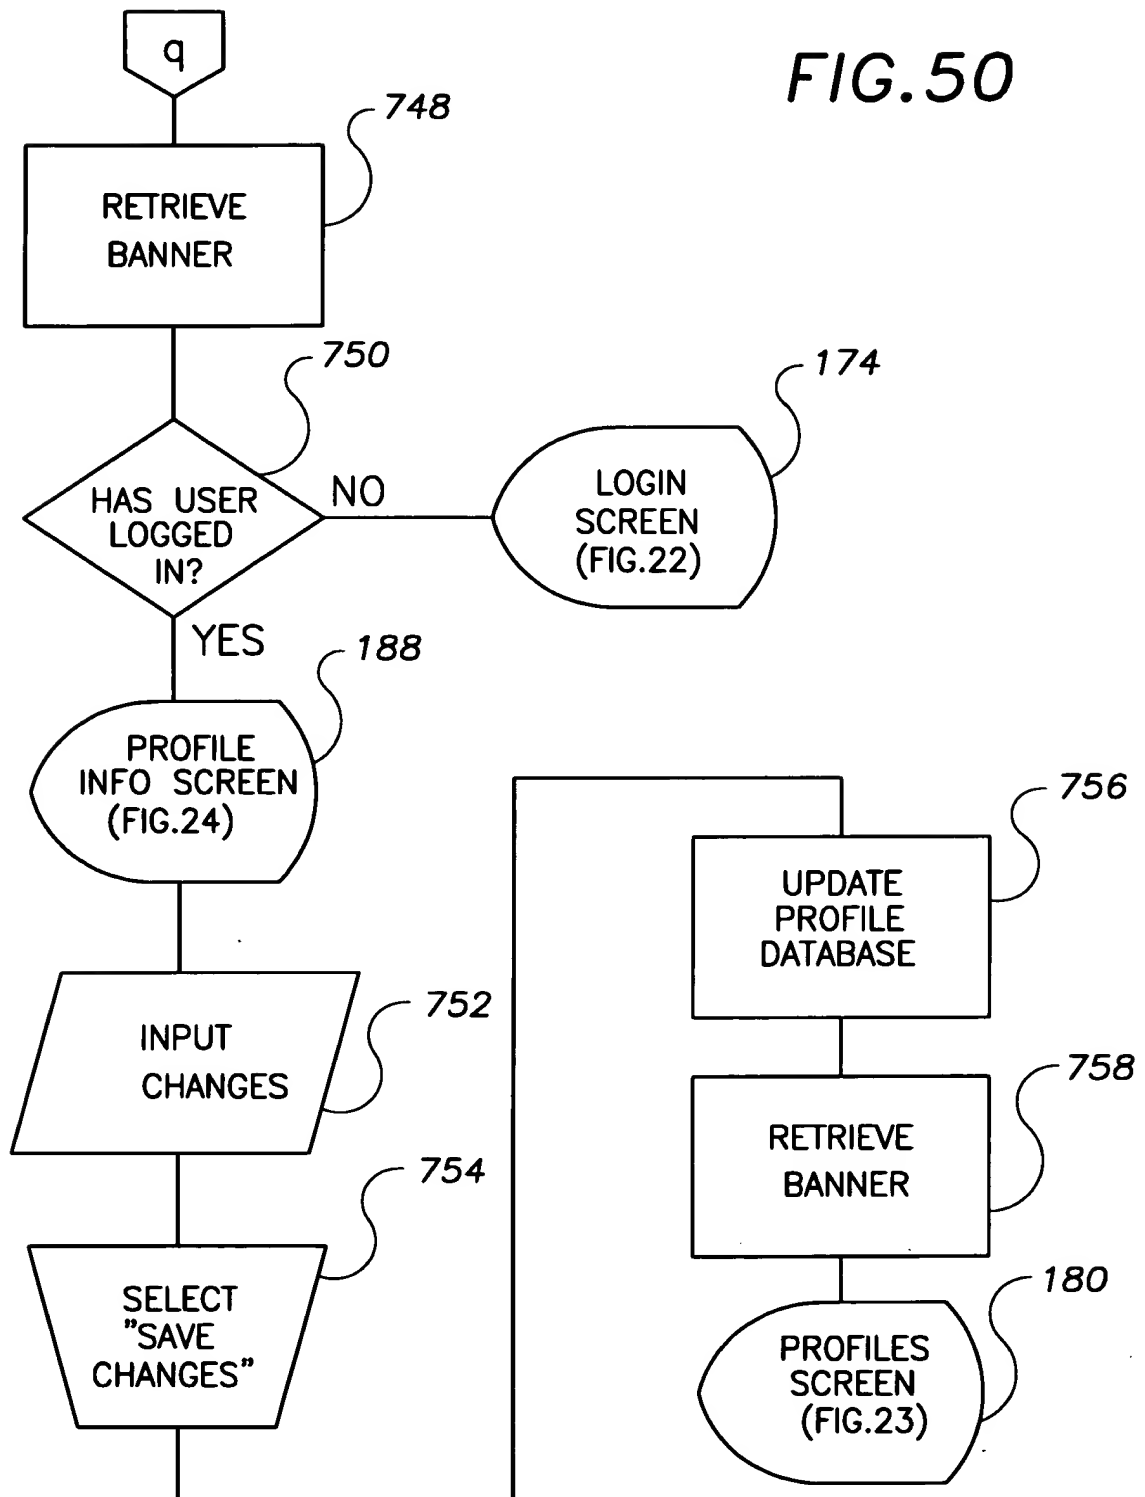 q
FIG.50
748
RETRIEVE
BANNER
750
HAS USER
LOGGED
IN?
NO
174
LOGIN
SCREEN
(FIG.22)
YES
188
PROFILE
INFO SCREEN
(FIG.24)
752
INPUT
CHANGES
754
SELECT
"SAVE
CHANGES"
756
UPDATE
PROFILE
DATABASE
758
RETRIEVE
BANNER
180
PROFILES
SCREEN
(FIG.23)